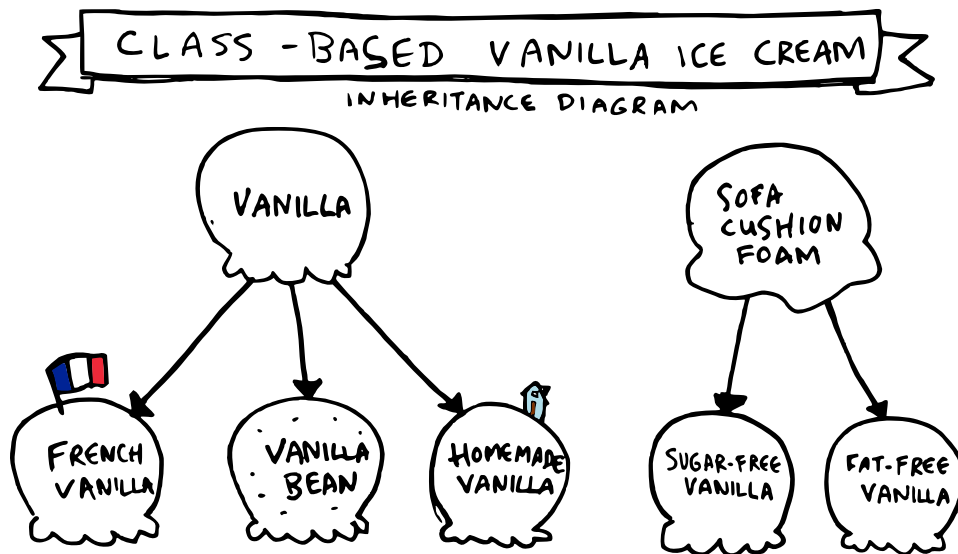 CLASS-BASED VANILLA ICE CREAM
INHERITANCE DIAGRAM
VANILLA
SOFA
CUSHION
FOAM
FRENCH
VANILLA
VANILLA
BEAN
HOMEMADE
VANILLA
SUGAR-FREE
VANILLA
FAT-FREE
VANILLA